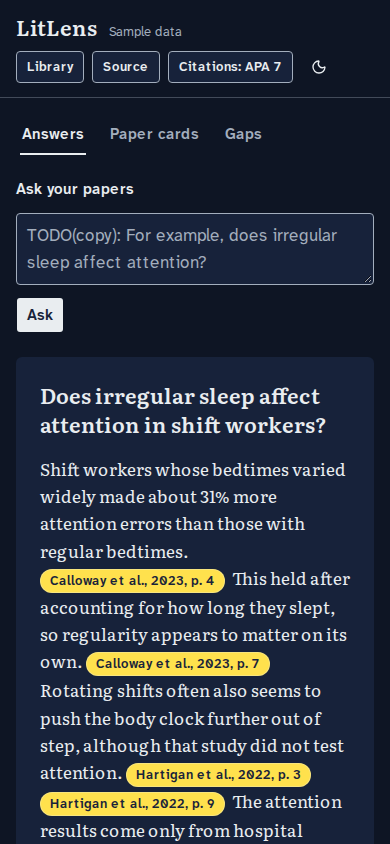 LitLens Sample data
Library Source Citations: APA 7
Answers Paper cards Gaps
Ask your papers
TODO(copy): For example, does irregular
sleep affect attention?
Ask
Does irregular sleep affect
attention in shift workers?
Shift workers whose bedtimes varied
widely made about 31% more
attention errors than those with
regular bedtimes.
Calloway et al., 2023, p. 4 This held after
accounting for how long they slept,
so regularity appears to matter on its
own. Calloway et al., 2023, p. 7
Rotating shifts often also seems to
push the body clock further out of
step, although that study did not test
attention. Hartigan et al., 2022, p. 3
Hartigan et al., 2022, p. 9 The attention
results come only from hospital